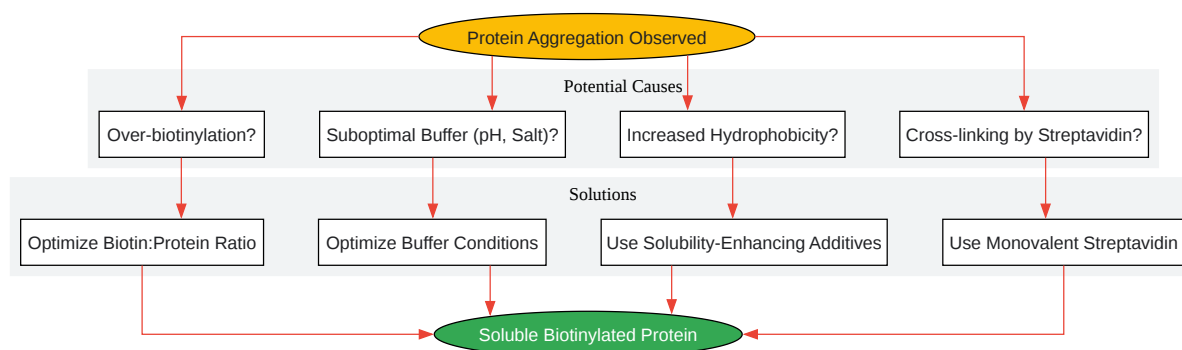 Protein Aggregation Observed
Potential Causes
Over-biotinylation?
Suboptimal Buffer (pH, Salt)?
Increased Hydrophobicity?
Cross-linking by Streptavidin?
Solutions
Optimize Biotin:Protein Ratio
Optimize Buffer Conditions
Use Solubility-Enhancing Additives
Use Monovalent Streptavidin
Soluble Biotinylated Protein